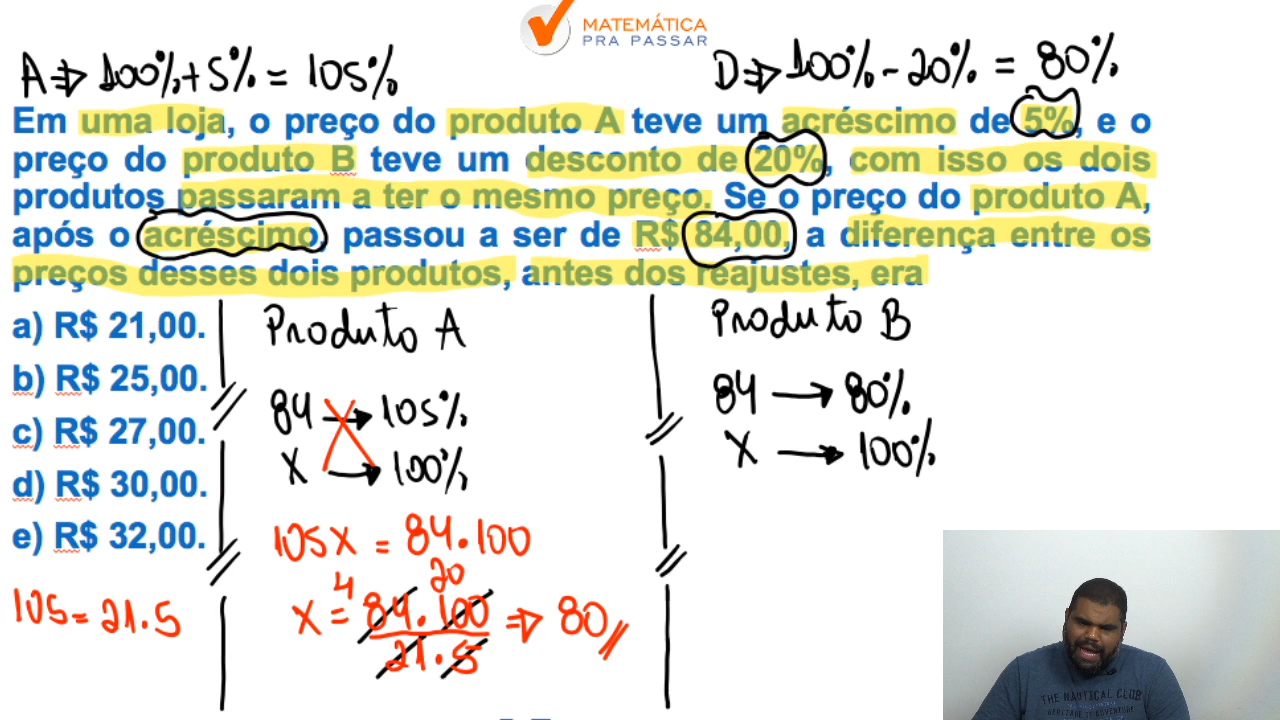 MATEMÁTICA
PRA PASSAR
A ⇒ 100% + 5% = 105%
D ⇒ 100% - 20% = 80%
Em uma loja, o preço do produto A teve um acréscimo de 5%, e o
preço do produto B teve um desconto de 20%, com isso os dois
produtos passaram a ter o mesmo preço. Se o preço do produto A,
após o acréscimo, passou a ser de R$ 84,00, a diferença entre os
preços desses dois produtos, antes dos reajustes, era
a) R$ 21,00.
b) R$ 25,00.
c) R$ 27,00.
d) R$ 30,00.
e) R$ 32,00.
105 = 21.5
Produto A
84 → 105%
X → 100%
105X = 84.100
4 20
X = 84.100 ⇒ 80
21.5
Produto B
84 → 80%
X → 100%
THE NAUTICAL CLUB